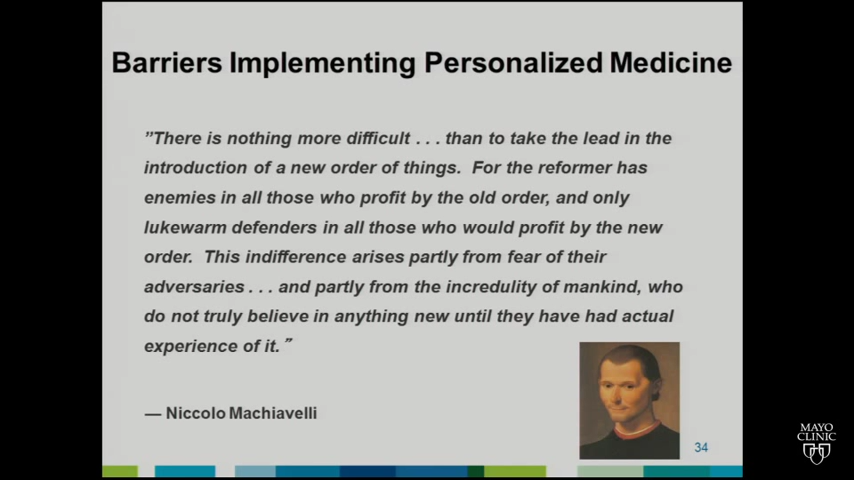 Barriers Implementing Personalized Medicine
”There is nothing more difficult . . . than to take the lead in the
introduction of a new order of things.  For the reformer has
enemies in all those who profit by the old order, and only
lukewarm defenders in all those who would profit by the new
order.  This indifference arises partly from fear of their
adversaries . . . and partly from the incredulity of mankind, who
do not truly believe in anything new until they have had actual
experience of it.”
— Niccolo Machiavelli
34
MAYO
CLINIC